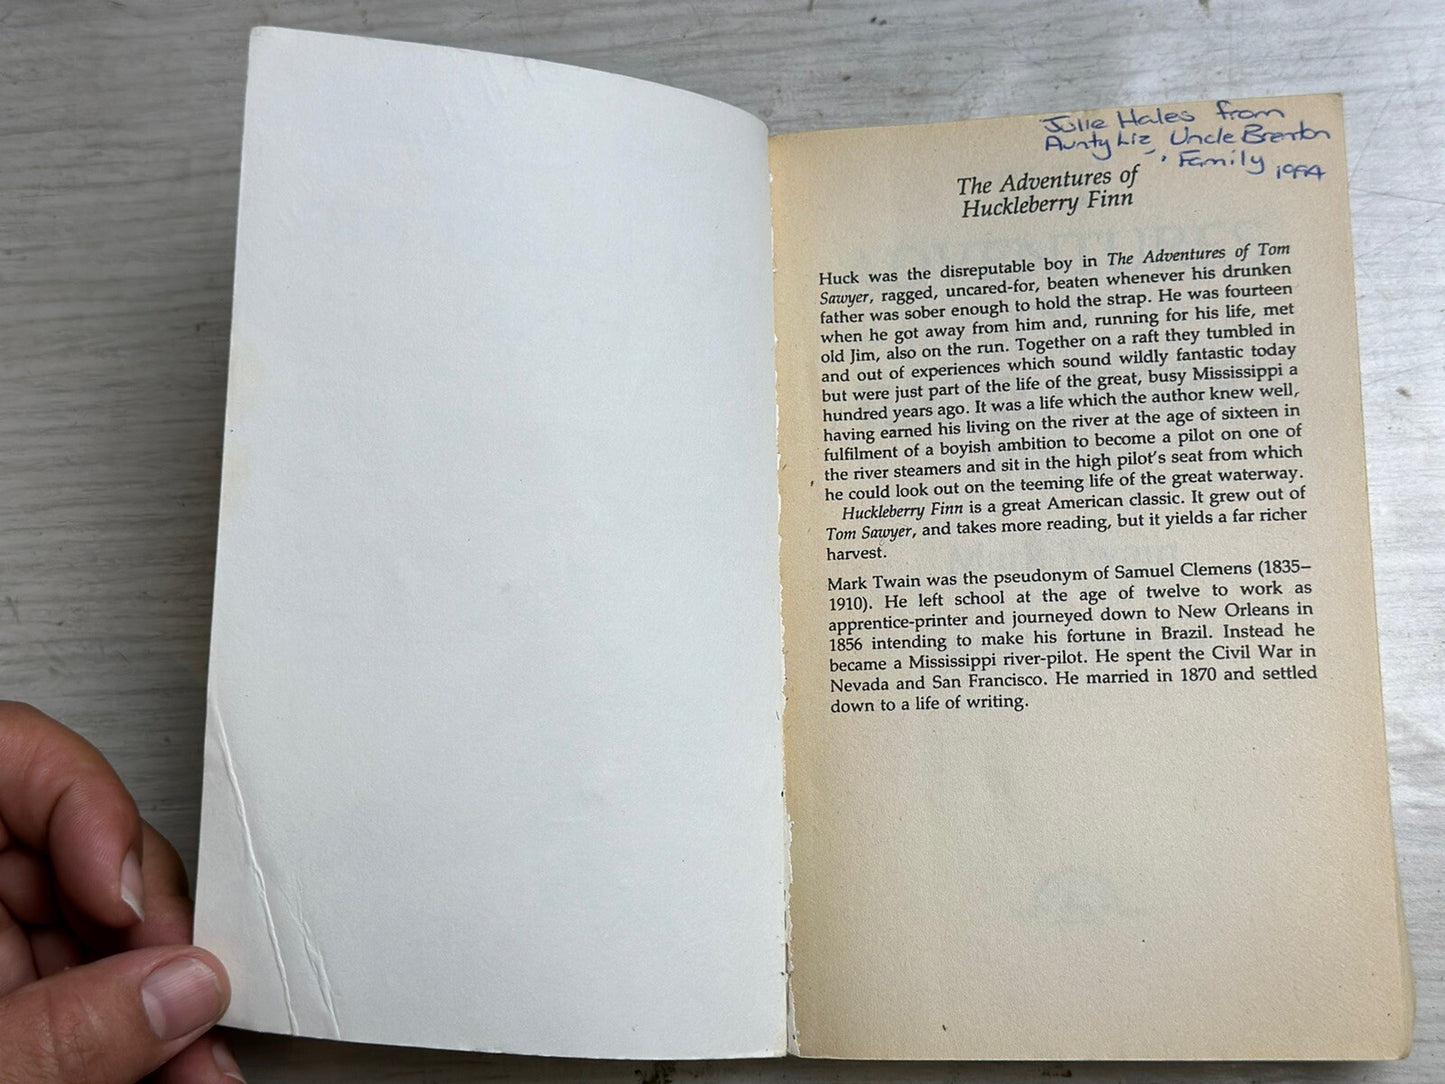 Julie Hales from
Aunty Liz, Uncle Brenton
, Family
The Adventures of
Huckleberry Finn
Huck was the disreputable boy in The Adventures of Tom
Sawyer, ragged, uncared-for, beaten whenever his drunken
father was sober enough to hold the strap. He was fourteen
when he got away from him and, running for his life, met
old Jim, also on the run. Together on a raft they tumbled in
and out of experiences which sound wildly fantastic today
but were just part of the life of the great, busy Mississippi a
hundred years ago. It was a life which the author knew well,
having earned his living on the river at the age of sixteen in
fulfilment of a boyish ambition to become a pilot on one of
the river steamers and sit in the high pilot's seat from which
he could look out on the teeming life of the great waterway.
Huckleberry Finn is a great American classic. It grew out of
Tom Sawyer, and takes more reading, but it yields a far richer
harvest.
Mark Twain was the pseudonym of Samuel Clemens (1835–
1910). He left school at the age of twelve to work as
apprentice-printer and journeyed down to New Orleans in
1856 intending to make his fortune in Brazil. Instead he
became a Mississippi river-pilot. He spent the Civil War in
Nevada and San Francisco. He married in 1870 and settled
down to a life of writing.